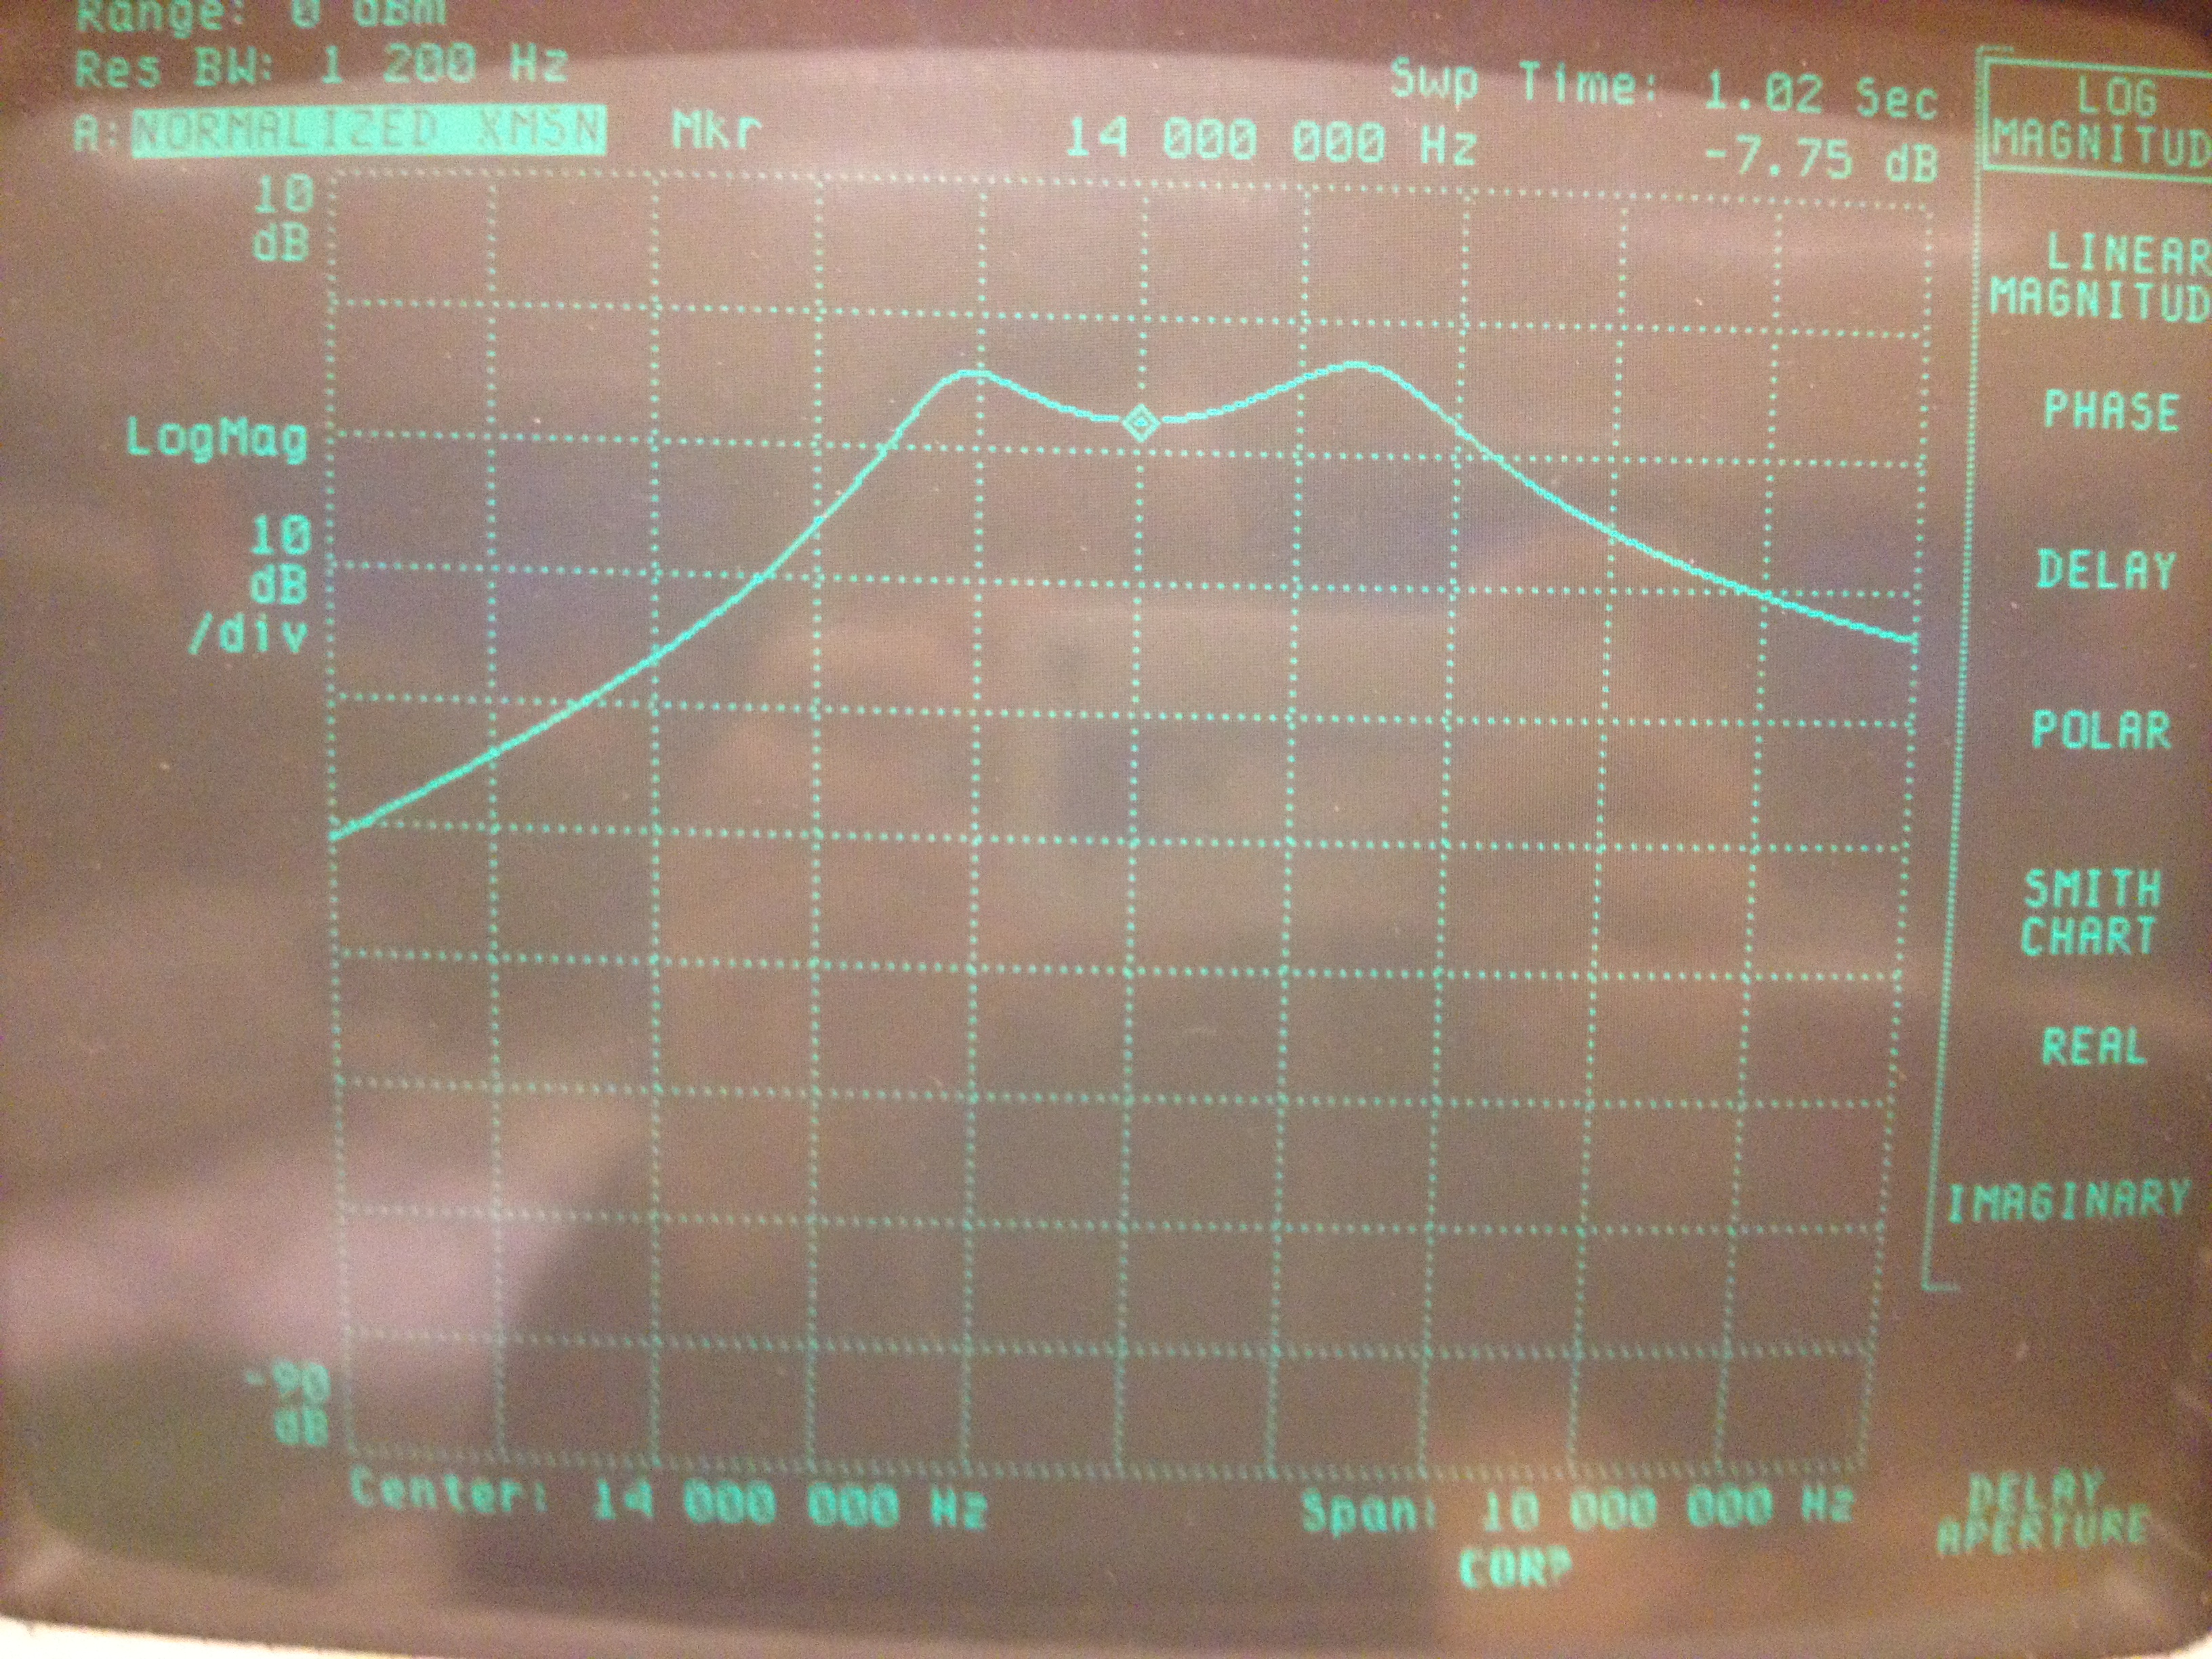 Range: 0 dBm
Res BW: 1 200 Hz
Swp Time: 1.02 Sec
A: NORMALIZED XMSN Mkr 14 000 000 Hz -7.75 dB
10
dB
LogMag
10
dB
/div
-90
dB
Center: 14 000 000 Hz
Span: 10 000 000 Hz
LOG
MAGNITUD
LINEAR
MAGNITUD
PHASE
DELAY
POLAR
SMITH
CHART
REAL
IMAGINARY
DELAY
APERTURE